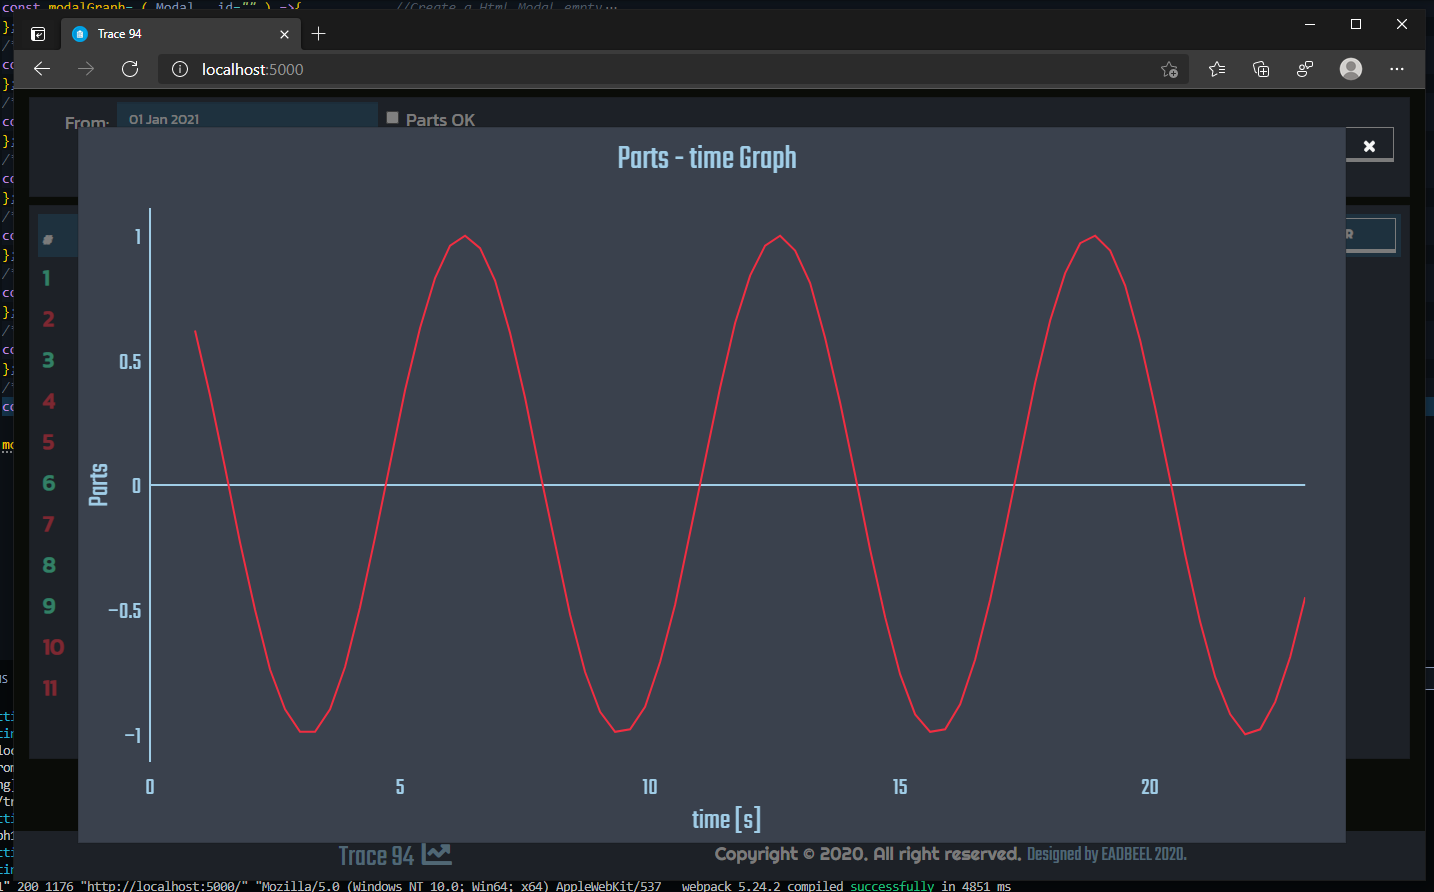 const modalGraph= ( Modal , id="" ) =>{ //Create a Html Modal empty
Trace 94
localhost:5000
From:
01 Jan 2021
Parts OK
Parts - time Graph
#
R
1
2
3
4
5
6
7
8
9
10
11
1
0.5
0
−0.5
−1
Parts
0
5
10
15
20
time [s]
Trace 94
Copyright © 2020. All right reserved. Designed by EADBEEL 2020.
" 200 1176 "http://localhost:5000/" "Mozilla/5.0 (Windows NT 10.0; Win64; x64) AppleWebKit/537 webpack 5.24.2 compiled successfully in 4851 ms